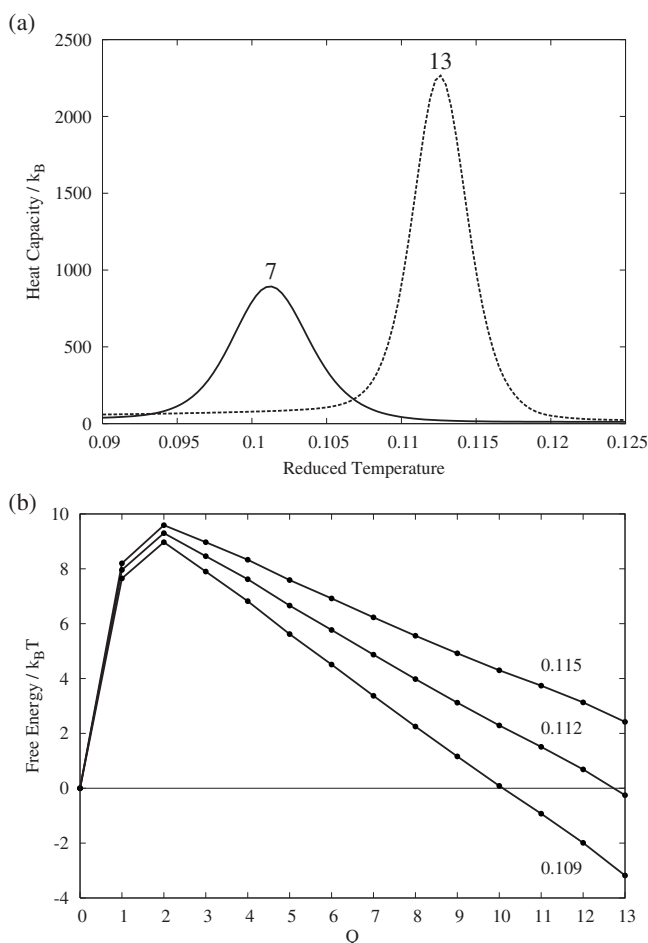 (a)
2500
2000
1500
1000
500
0
Heat Capacity / k_B
13
7
0.09 0.095 0.1 0.105 0.11 0.115 0.12 0.125
Reduced Temperature
(b)
10
8
6
4
2
0
-2
-4
Free Energy / k_BT
0.115
0.112
0.109
0 1 2 3 4 5 6 7 8 9 10 11 12 13
Q